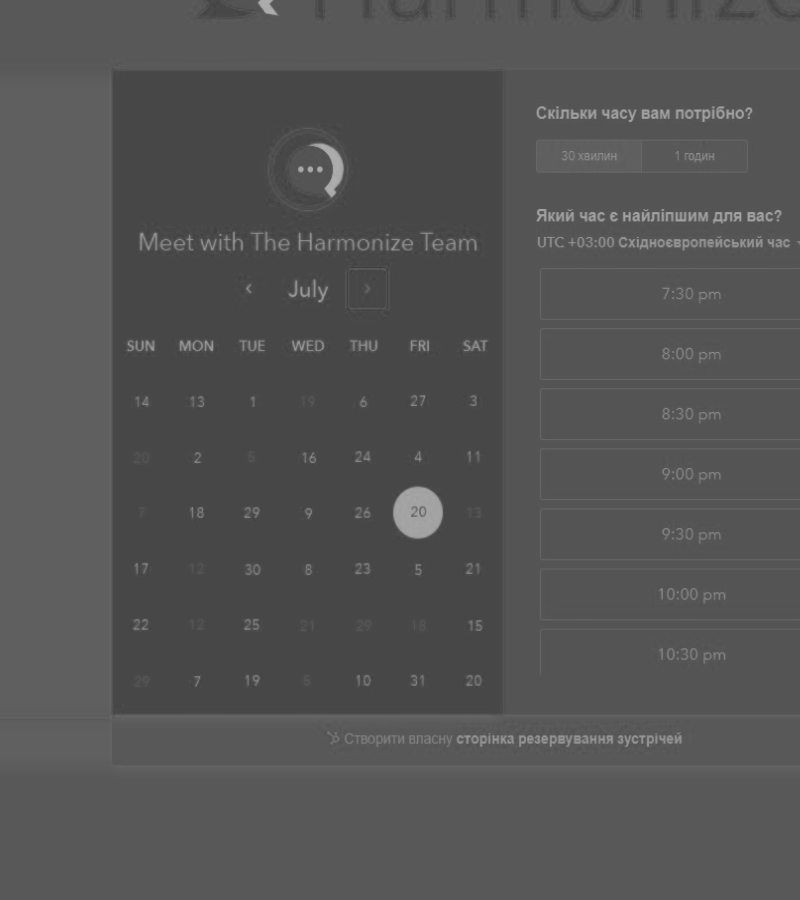 Harmonize
Meet with The Harmonize Team
July
SUN MON TUE WED THU FRI SAT
14 13 1 19 6 27 3
20 2 5 16 24 4 11
7 18 29 9 26 20 13
17 12 30 8 23 5 21
22 12 25 21 29 18 15
29 7 19 5 10 31 20
Скільки часу вам потрібно?
30 хвилин 1 годин
Який час є найліпшим для вас?
UTC +03:00 Східноєвропейський час
7:30 pm
8:00 pm
8:30 pm
9:00 pm
9:30 pm
10:00 pm
10:30 pm
Створити власну сторінка резервування зустрічей